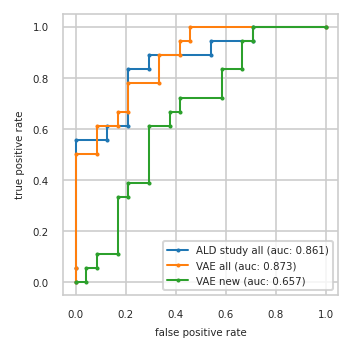 1.0
0.8
0.6
0.4
0.2
0.0
true positive rate
ALD study all (auc: 0.861)
VAE all (auc: 0.873)
VAE new (auc: 0.657)
0.0 0.2 0.4 0.6 0.8 1.0
false positive rate